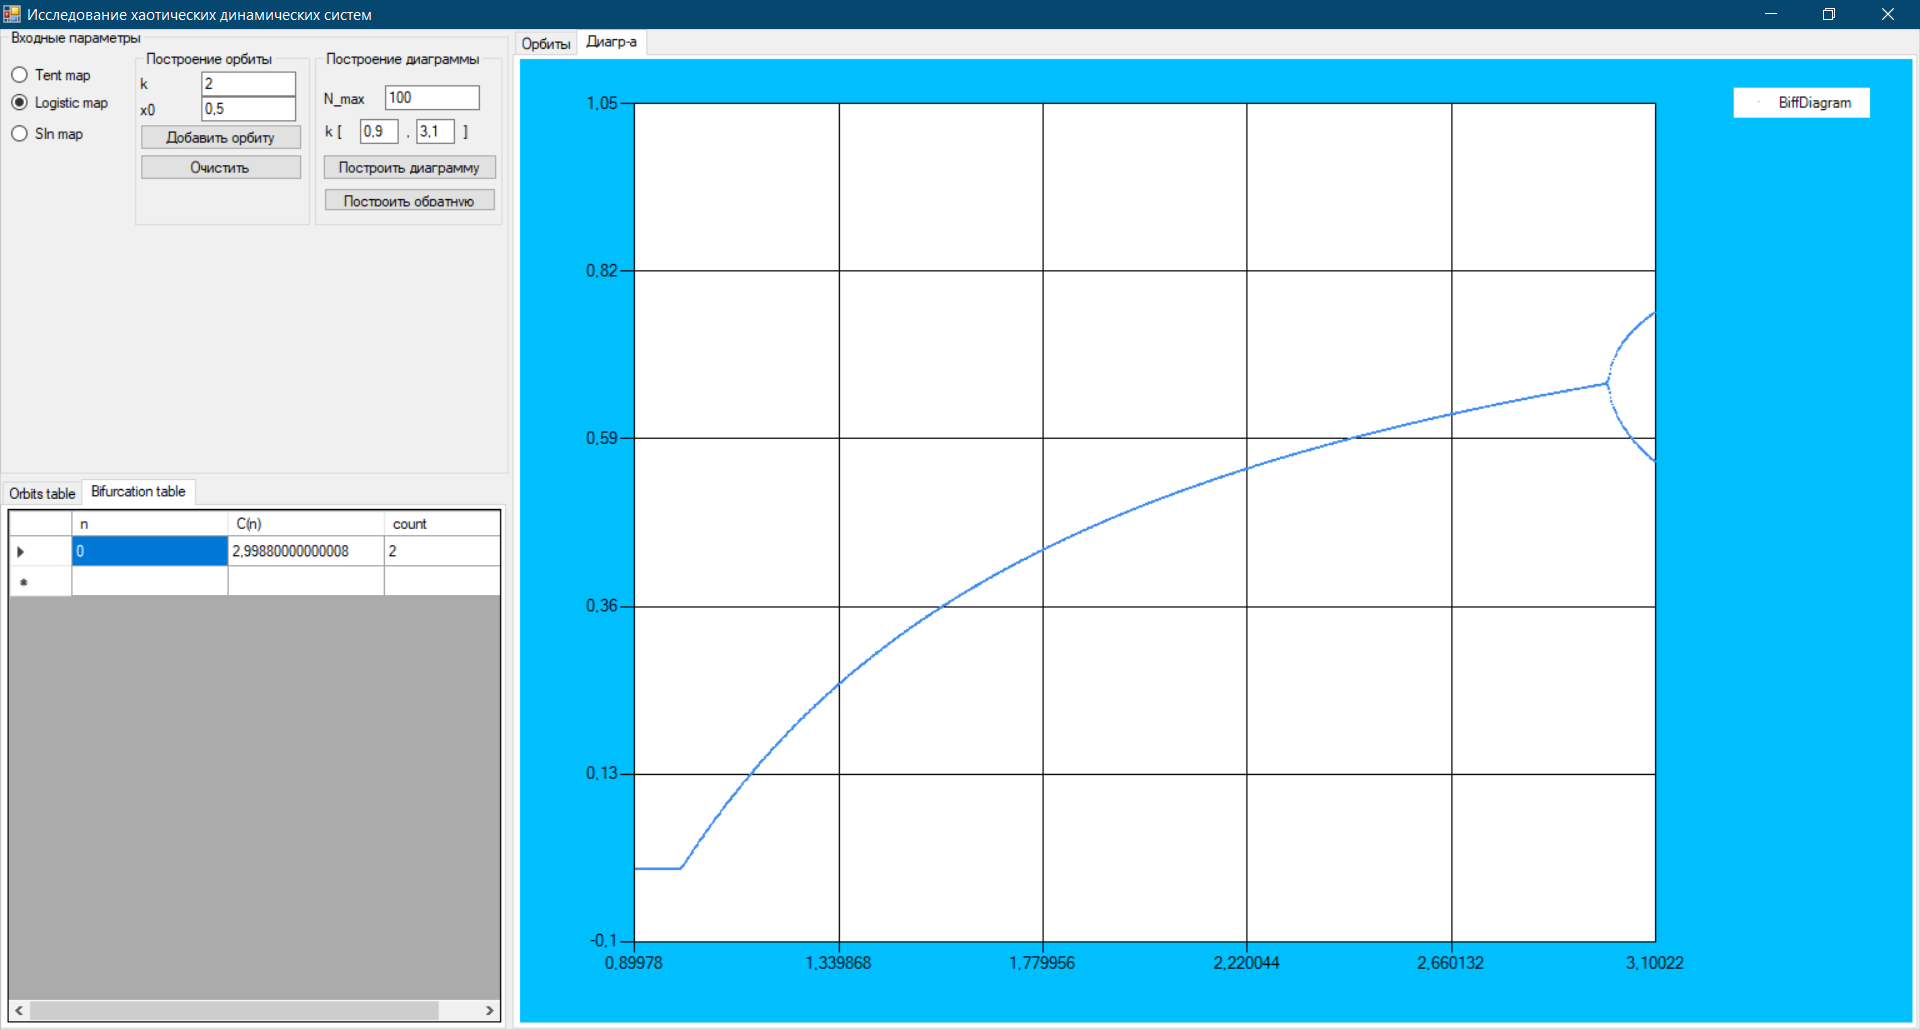 Исследование хаотических динамических систем
Входные параметры
Tent map
Logistic map
SIn map
Построение орбиты
k 2
x0 0,5
Добавить орбиту
Очистить
Построение диаграммы
N_max 100
k [ 0,9 , 3,1 ]
Построить диаграмму
Построить обратную
Орбиты Диагр-а
BiffDiagram
1,05
0,82
0,59
0,36
0,13
-0,1
0,89978 1,339868 1,779956 2,220044 2,660132 3,10022
Orbits table Bifurcation table
n C(n) count
0 2,99880000000008 2